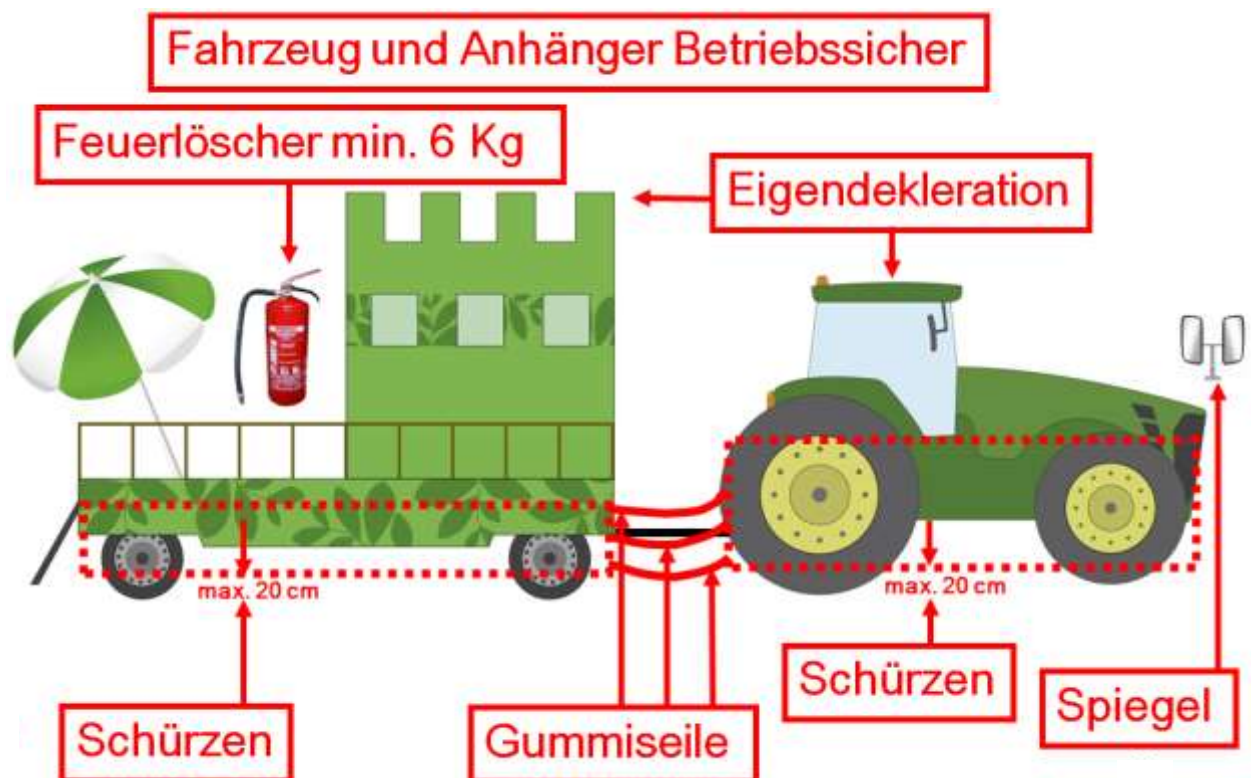 Fahrzeug und Anhänger Betriebssicher
Feuerlöscher min. 6 Kg
Eigendekleration
max. 20 cm
max. 20 cm
Schürzen
Spiegel
Schürzen
Gummiseile